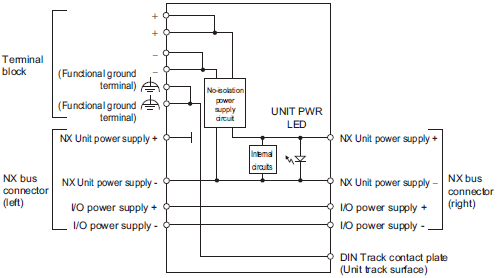 +
+
Terminal
block
–
–
(Functional ground
terminal)
(Functional ground
terminal)
No-isolation
power
supply
circuit
UNIT PWR
LED
NX bus
connector
(left)
NX Unit power supply +
NX Unit power supply -
I/O power supply +
I/O power supply -
Internal
circuits
NX Unit power supply +
NX Unit power supply –
I/O power supply +
I/O power supply -
NX bus
connector
(right)
DIN Track contact plate
(Unit track surface)